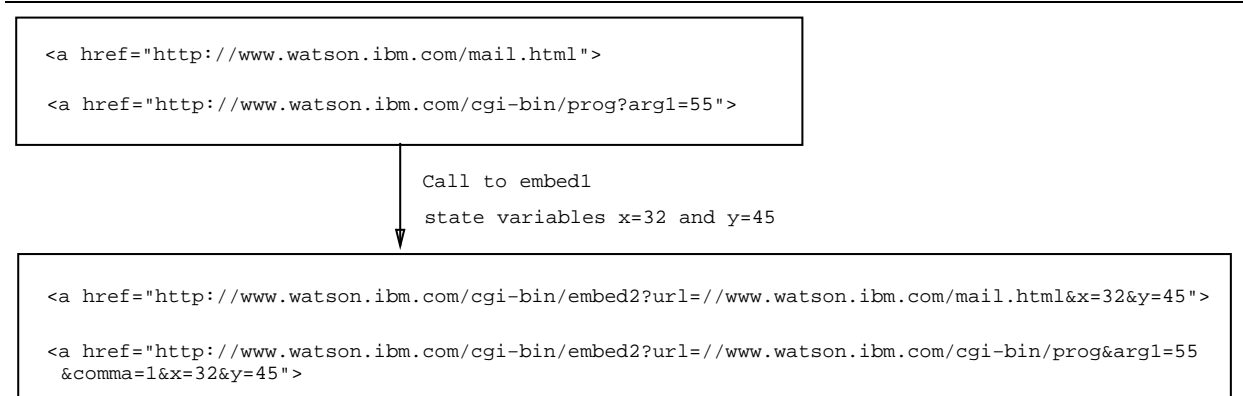 <a href="http://www.watson.ibm.com/mail.html">
<a href="http://www.watson.ibm.com/cgi-bin/prog?arg1=55">
Call to embed1
state variables x=32 and y=45
<a href="http://www.watson.ibm.com/cgi-bin/embed2?url=//www.watson.ibm.com/mail.html&x=32&y=45">
<a href="http://www.watson.ibm.com/cgi-bin/embed2?url=//www.watson.ibm.com/cgi-bin/prog&arg1=55
&comma=1&x=32&y=45">